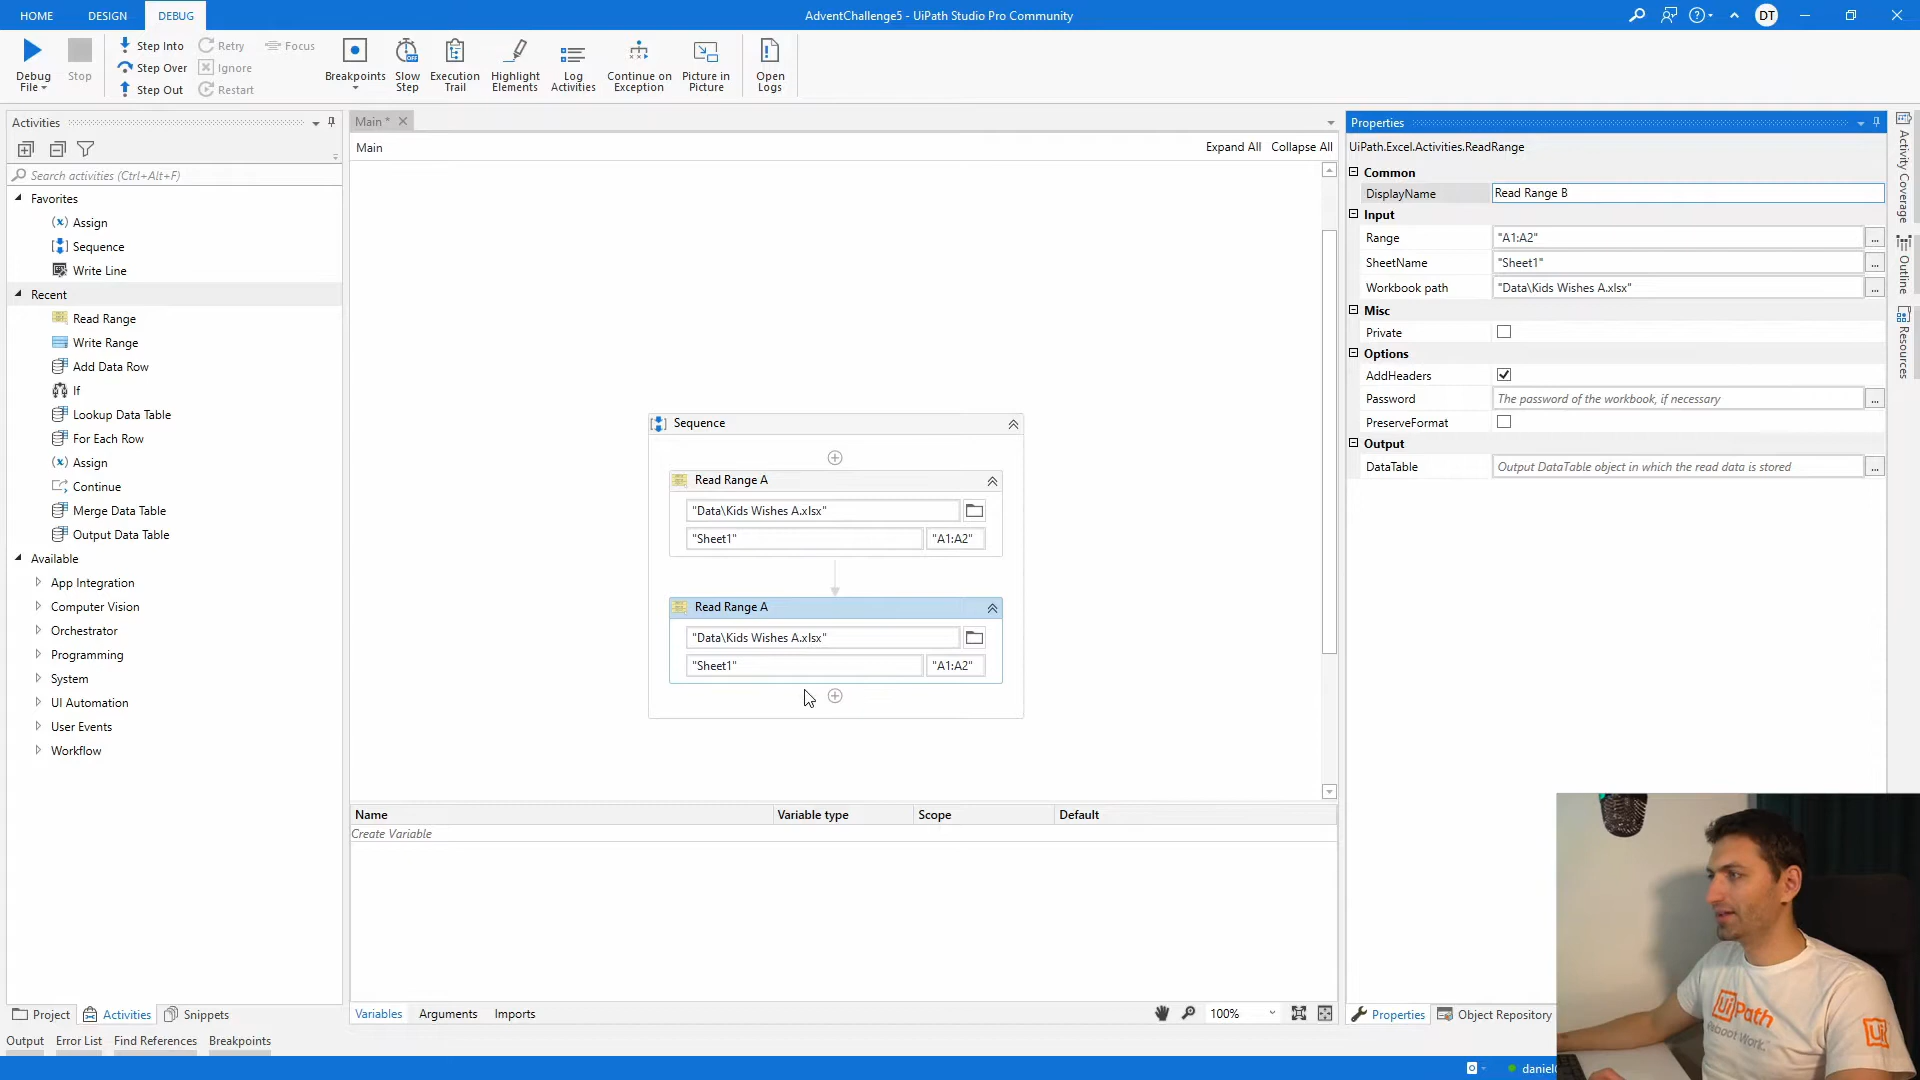 HOME
DESIGN
DEBUG
AdventChallenge5 - UiPath Studio Pro Community
DT
Debug File
Stop
Step Into
Step Over
Step Out
Retry
Ignore
Restart
Focus
Breakpoints
Slow Step
Execution Trail
Highlight Elements
Log Activities
Continue on Exception
Picture in Picture
Open Logs
Activities
Search activities (Ctrl+Alt+F)
Favorites
Assign
Sequence
Write Line
Recent
Read Range
Write Range
Add Data Row
If
Lookup Data Table
For Each Row
Assign
Continue
Merge Data Table
Output Data Table
Available
App Integration
Computer Vision
Orchestrator
Programming
System
UI Automation
User Events
Workflow
Project
Activities
Snippets
Output
Error List
Find References
Breakpoints
Main *
Main
Expand All
Collapse All
Sequence
Read Range A
"Data\Kids Wishes A.xlsx"
"Sheet1"
"A1:A2"
Read Range A
"Data\Kids Wishes A.xlsx"
"Sheet1"
"A1:A2"
Name
Variable type
Scope
Default
Create Variable
Variables
Arguments
Imports
100%
Properties
UiPath.Excel.Activities.ReadRange
Common
DisplayName
Read Range B
Input
Range
"A1:A2"
...
SheetName
"Sheet1"
...
Workbook path
"Data\Kids Wishes A.xlsx"
...
Misc
Private
Options
AddHeaders
Password
The password of the workbook, if necessary
...
PreserveFormat
Output
DataTable
Output DataTable object in which the read data is stored
...
Properties
Object Repository
Activity Coverage
Outline
Resources
UiPath
Reboot Work.
Ui